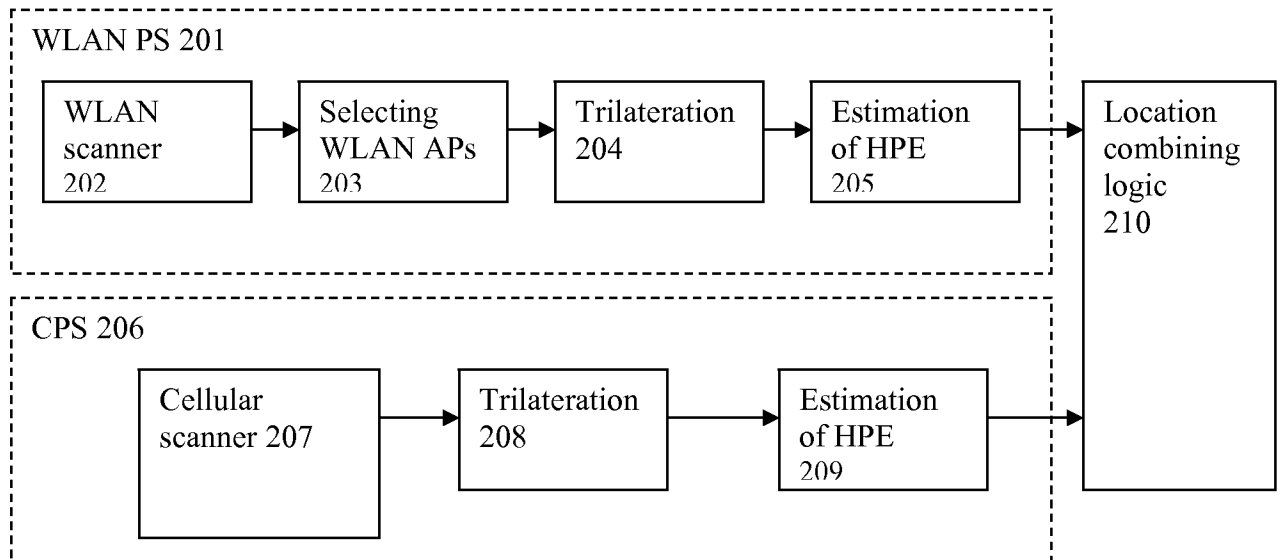 WLAN PS 201
WLAN
scanner
202
Selecting
WLAN APs
203
Trilateration
204
Estimation
of HPE
205
Location
combining
logic
210
CPS 206
Cellular
scanner 207
Trilateration
208
Estimation
of HPE
209